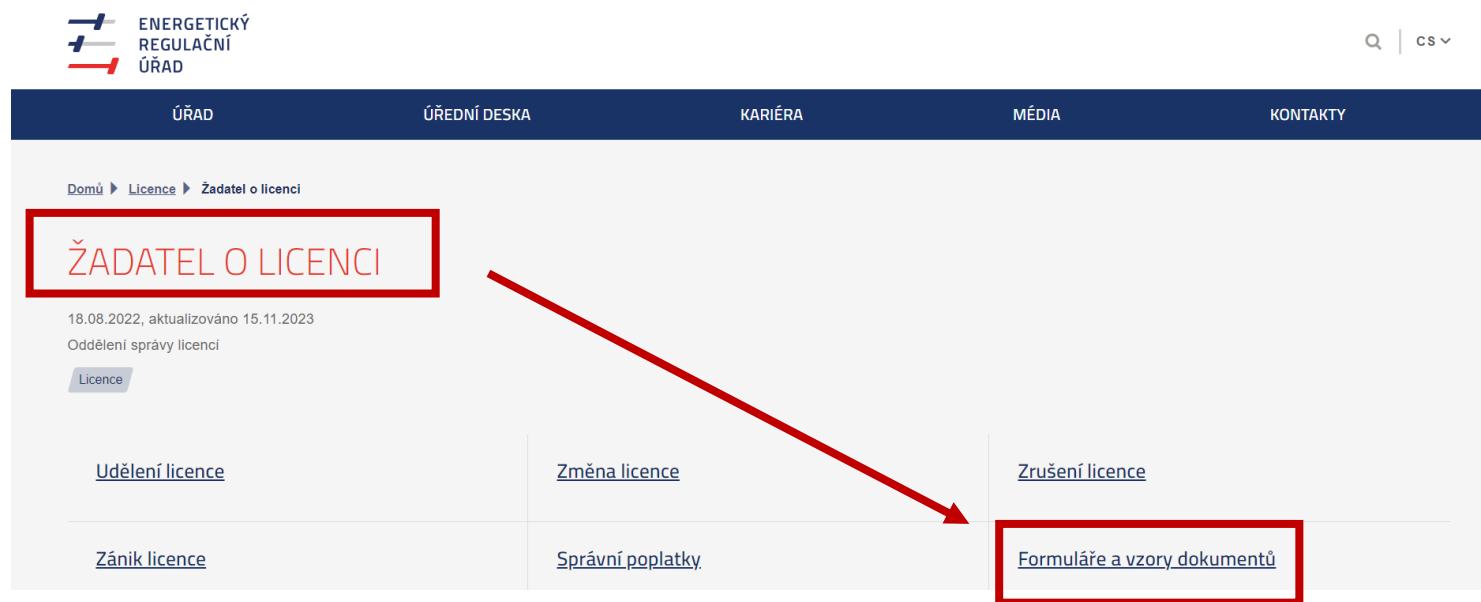 ENERGETICKÝ
REGULAČNÍ
ÚŘAD
CS
ÚŘAD ÚŘEDNÍ DESKA KARIÉRA MÉDIA KONTAKTY
Domů Licence Žadatel o licenci
ŽADATEL O LICENCI
18.08.2022, aktualizováno 15.11.2023
Oddělení správy licencí
Licence
Udělení licence Změna licence Zrušení licence
Zánik licence Správní poplatky Formuláře a vzory dokumentů